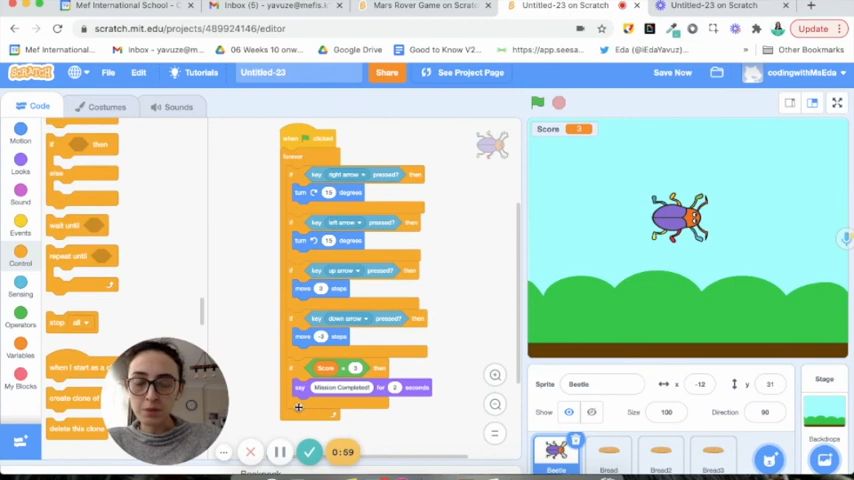 Mef International School -
Inbox (5) - yavuze@mefis.k
Mars Rover Game on Scratc
Untitled-23 on Scratch
Untitled-23 on Scratch
scratch.mit.edu/projects/489924146/editor
Update
Mef International...
Inbox - yavuze@m...
06 Weeks 10 onw...
Google Drive
Good to Know V2...
https://app.seesa...
Eda (@EdaYavuz)...
Other Bookmarks
SCRATCH
File
Edit
Tutorials
Untitled-23
Share
See Project Page
Save Now
codingwithMsEda
Code
Costumes
Sounds
Motion
Looks
Sound
Events
Control
Sensing
Operators
Variables
My Blocks
if then
else
wait until
repeat until
stop all
when I start as a c
create clone of
delete this clone
when clicked
forever
if key right arrow pressed? then
turn 15 degrees
if key left arrow pressed? then
turn 15 degrees
if key up arrow pressed? then
move 3 steps
if key down arrow pressed? then
move -3 steps
if Score = 3 then
say Mission Completed! for 2 seconds
Score 3
Sprite Beetle x -12 y 31
Show Size 100 Direction 90
Beetle
Bread
Bread2
Bread3
Stage
Backdrops
0:59